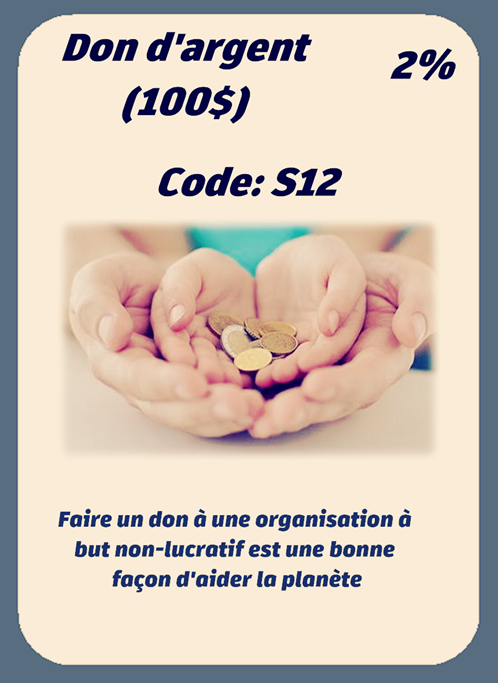 Don d'argent
(100$)
2%
Code: S12
Faire un don à une organisation à
but non-lucratif est une bonne
façon d'aider la planète